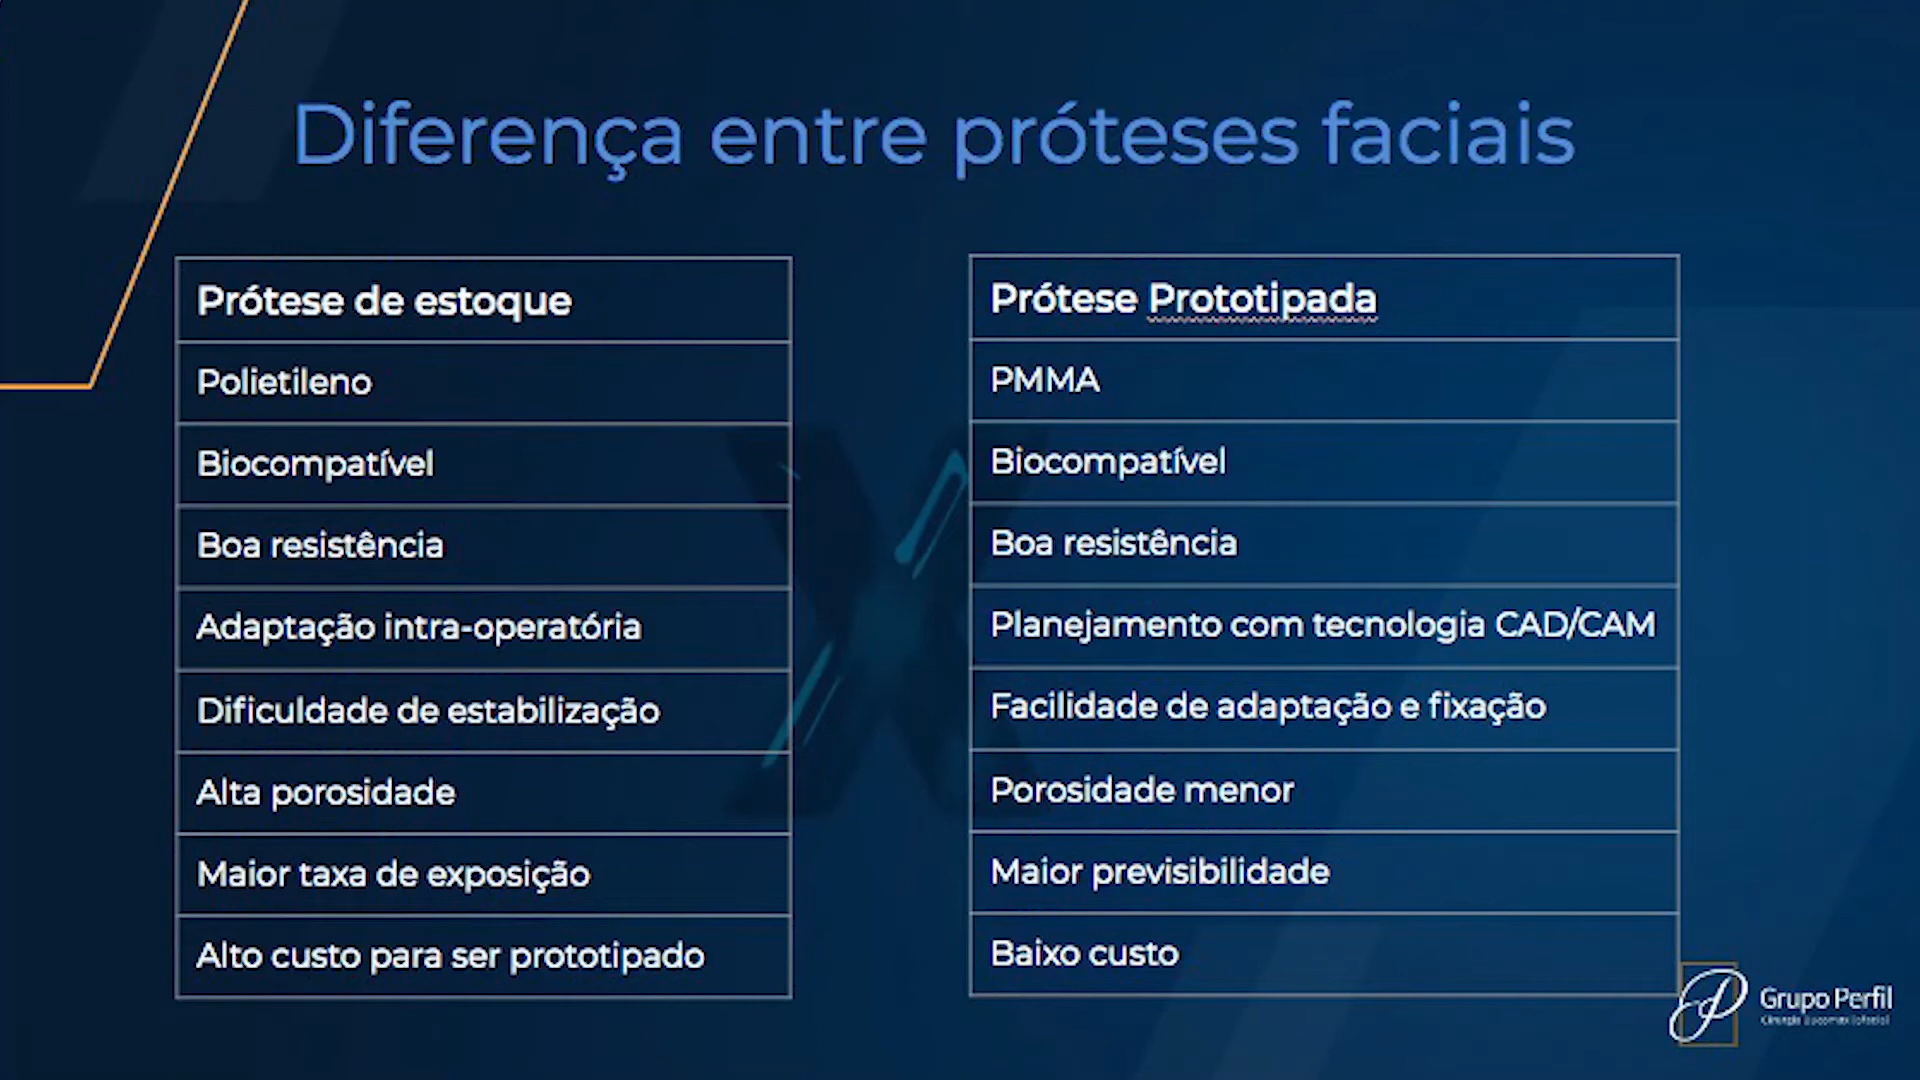 Diferença entre próteses faciais
Prótese de estoque
Polietileno
Biocompatível
Boa resistência
Adaptação intra-operatória
Dificuldade de estabilização
Alta porosidade
Maior taxa de exposição
Alto custo para ser prototipado
Prótese Prototipada
PMMA
Biocompatível
Boa resistência
Planejamento com tecnologia CAD/CAM
Facilidade de adaptação e fixação
Porosidade menor
Maior previsibilidade
Baixo custo
Grupo Perfil